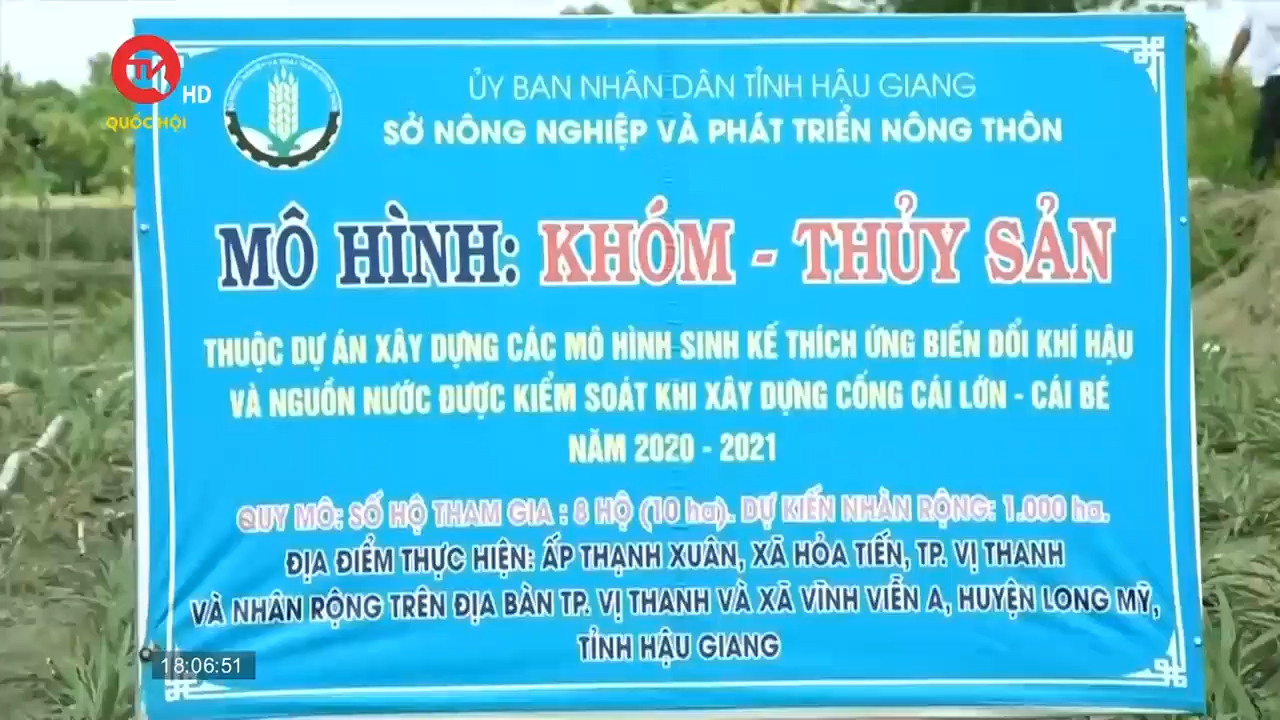 TV
HD
QUỐC HỘI
ỦY BAN NHÂN DÂN TỈNH HẬU GIANG
SỞ NÔNG NGHIỆP VÀ PHÁT TRIỂN NÔNG THÔN
MÔ HÌNH: KHÓM - THỦY SẢN
THUỘC DỰ ÁN XÂY DỰNG CÁC MÔ HÌNH SINH KẾ THÍCH ỨNG BIẾN ĐỔI KHÍ HẬU
VÀ NGUỒN NƯỚC ĐƯỢC KIỂM SOÁT KHI XÂY DỰNG CỐNG CÁI LỚN - CÁI BÉ
NĂM 2020 - 2021
QUY MÔ: SỐ HỘ THAM GIA : 8 HỘ (10 ha). DỰ KIẾN NHÂN RỘNG: 1.000 ha.
ĐỊA ĐIỂM THỰC HIỆN: ẤP THẠNH XUÂN, XÃ HỎA TIẾN, TP. VỊ THANH
VÀ NHÂN RỘNG TRÊN ĐỊA BÀN TP. VỊ THANH VÀ XÃ VĨNH VIỄN A, HUYỆN LONG MỸ,
TỈNH HẬU GIANG
18:06:51